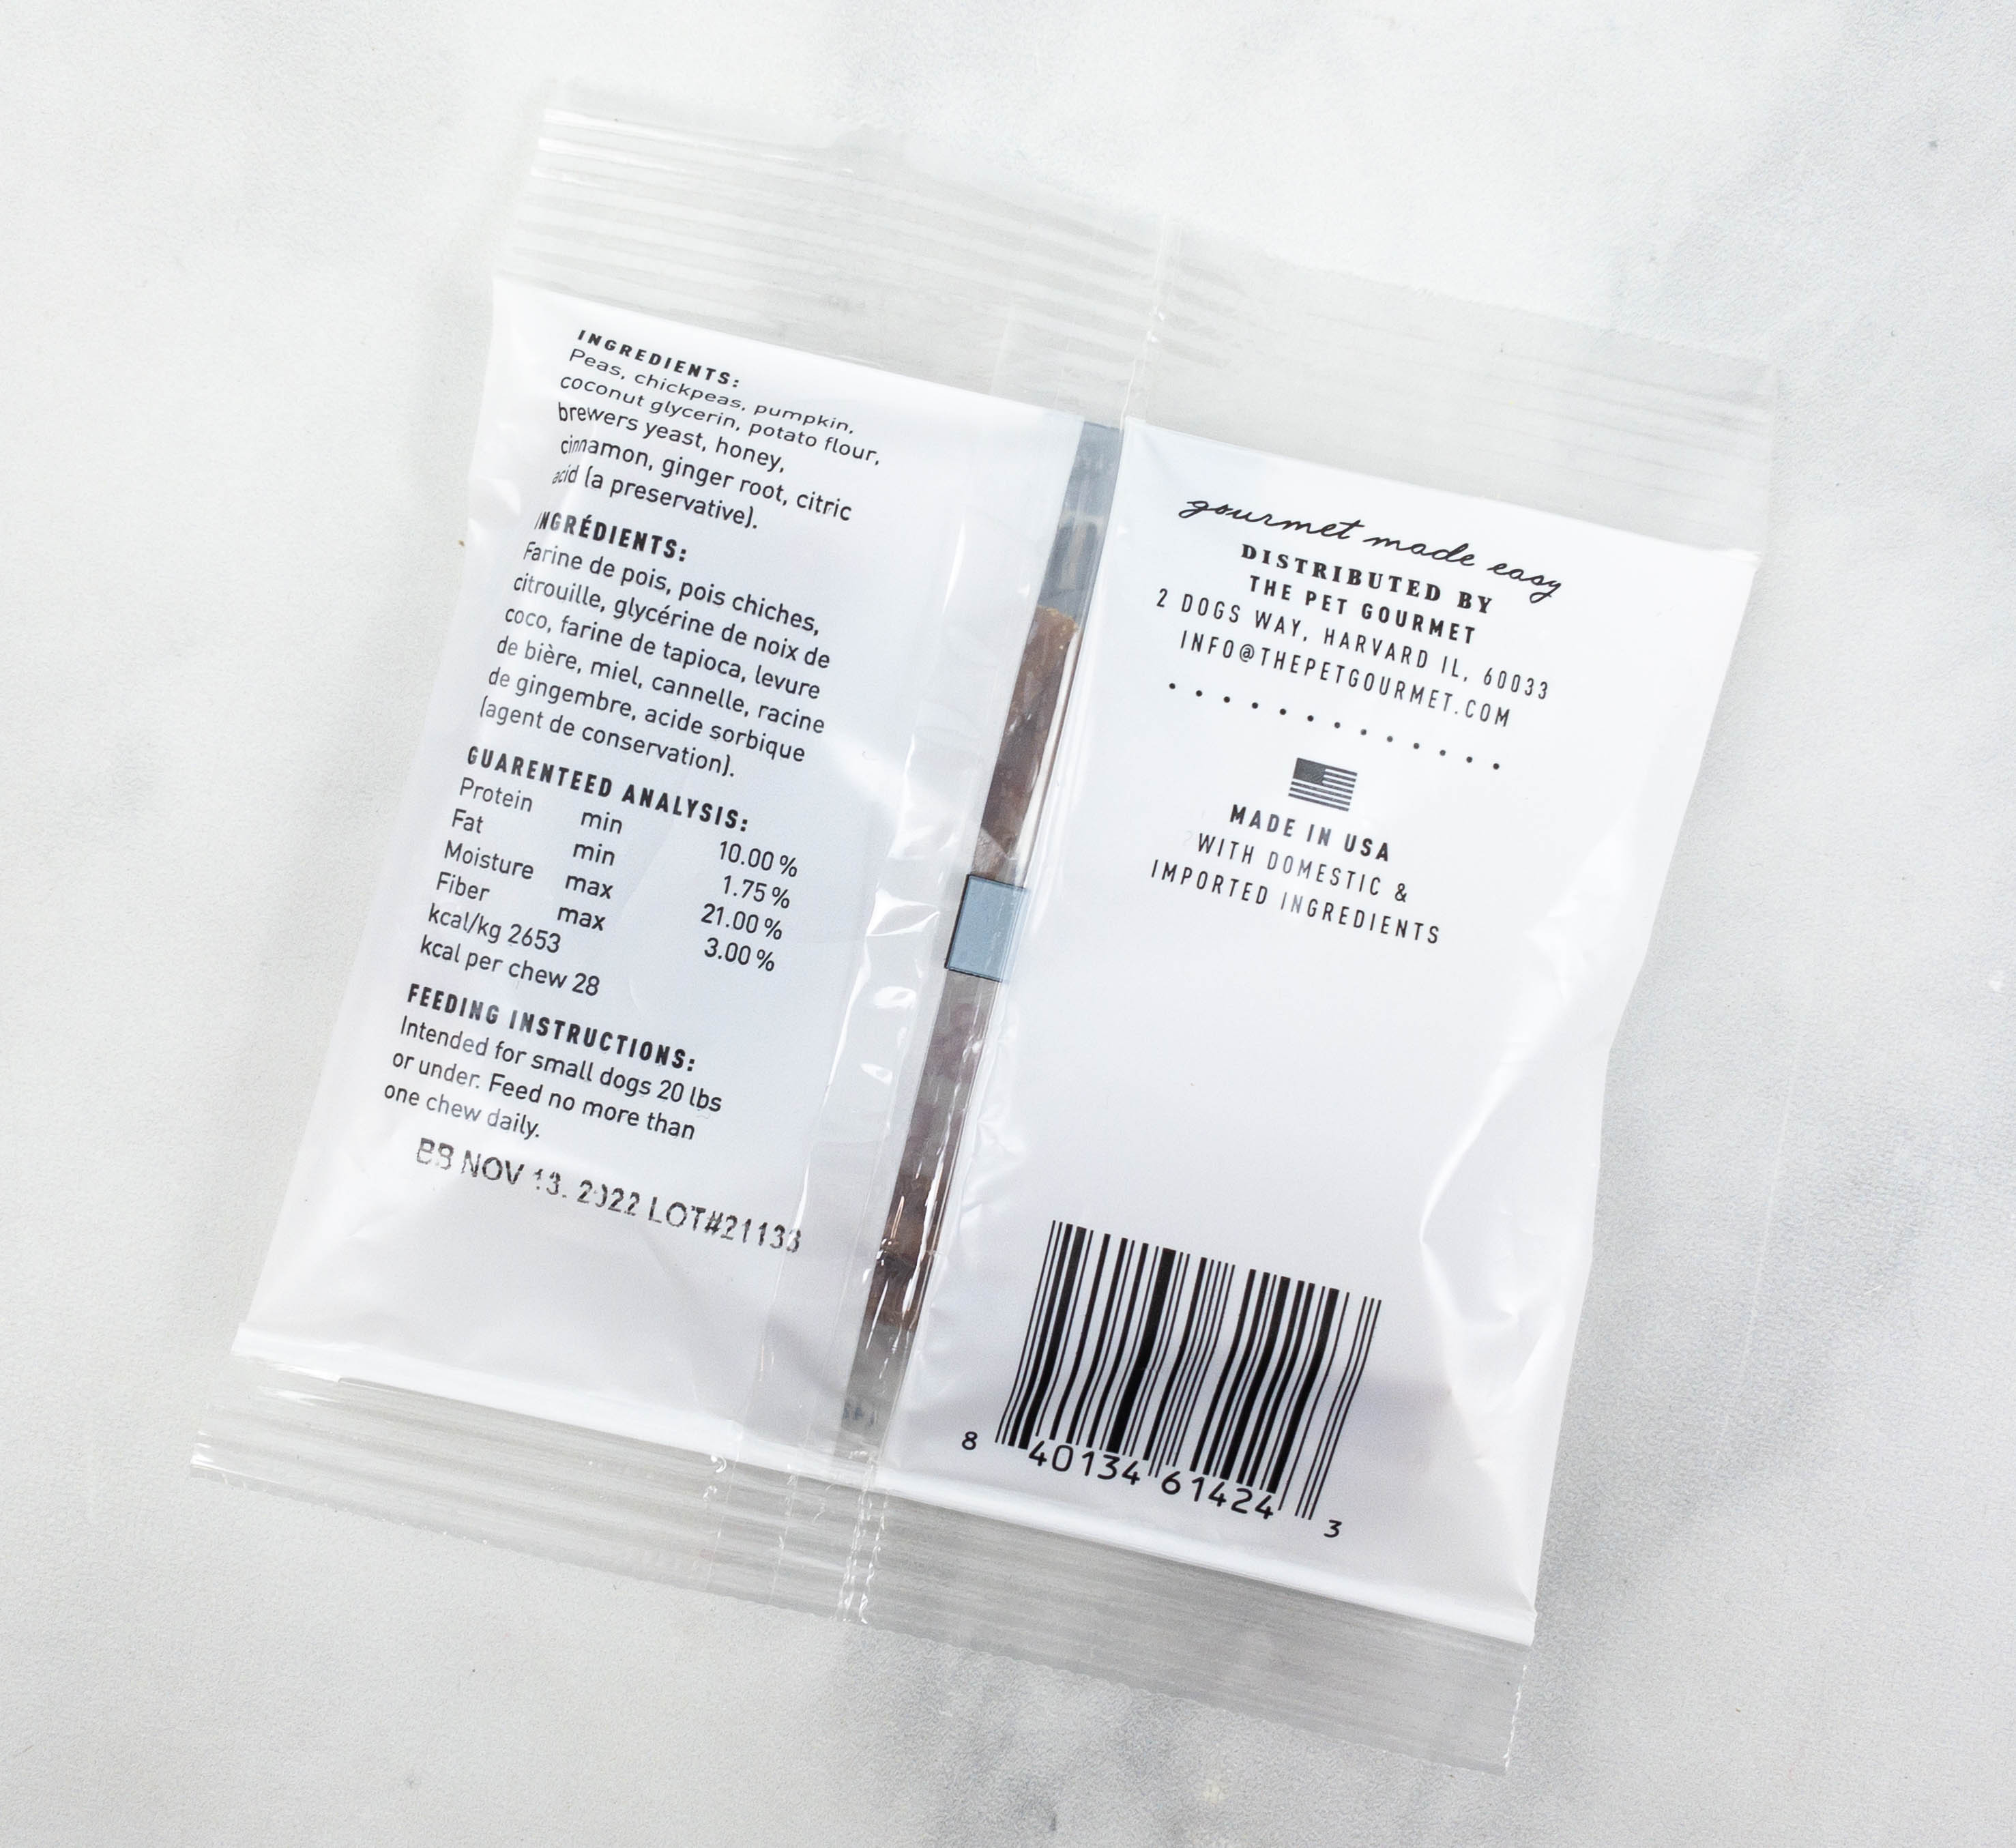 INGREDIENTS:
Peas, chickpeas, pumpkin,
coconut glycerin, potato flour,
brewers yeast, honey,
cinnamon, ginger root, citric
acid (a preservative).
INGRÉDIENTS:
Farine de pois, pois chiches,
citrouille, glycérine de noix de
coco, farine de tapioca, levure
de bière, miel, cannelle, racine
de gingembre, acide sorbique
(agent de conservation).
GUARENTEED ANALYSIS:
Protein min 10.00 %
Fat min 1.75 %
Moisture max 21.00 %
Fiber max 3.00 %
kcal/kg 2653
kcal per chew 28
FEEDING INSTRUCTIONS:
Intended for small dogs 20 lbs
or under. Feed no more than
one chew daily.
BB NOV 13. 2022 LOT#21133
gourmet made easy
DISTRIBUTED BY
THE PET GOURMET
2 DOGS WAY, HARVARD IL, 60033
INFO@THEPETGOURMET.COM
MADE IN USA
WITH DOMESTIC &
IMPORTED INGREDIENTS
8 40134 61424 3